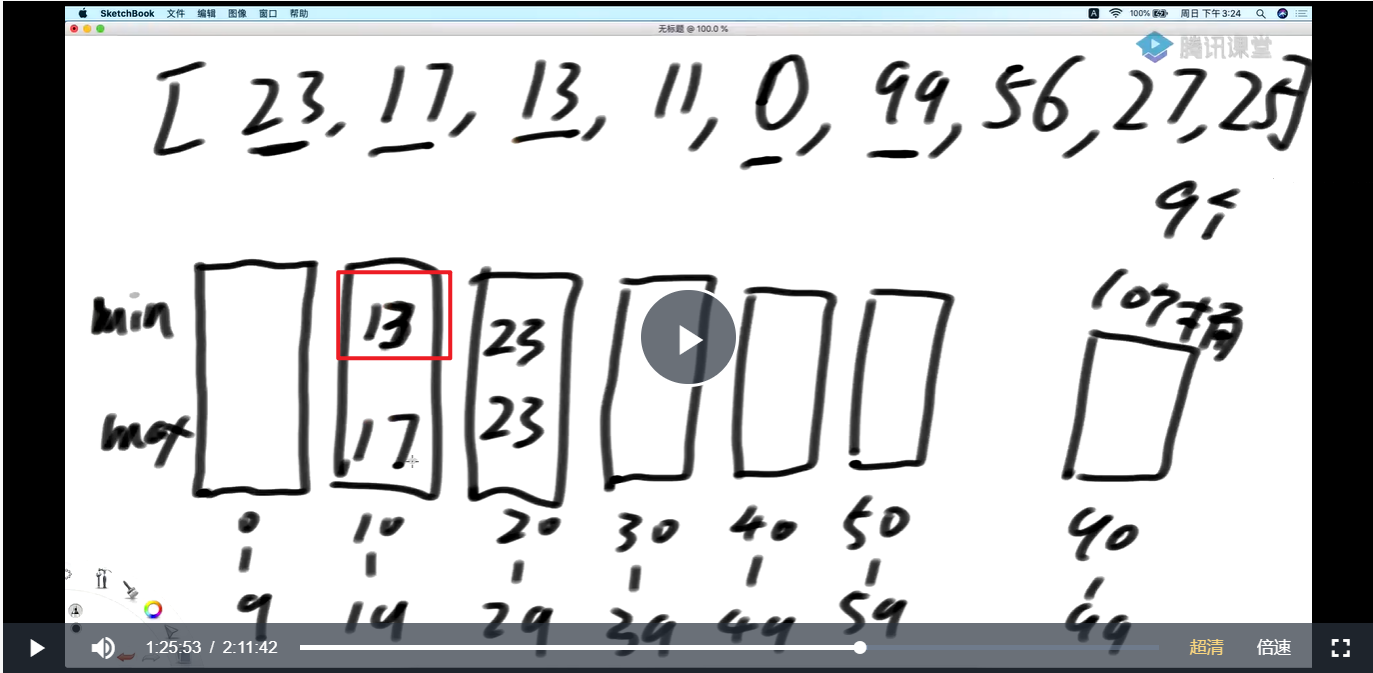 SketchBook 文件 编辑 图像 窗口 帮助
A 100% 周日 下午3:24
无标题 @ 100.0 %
腾讯课堂
[ 23, 17, 13, 11, 0, 99, 56, 27, 25]
9个
10个桶
min 13 23
max 17 23
0 10 20 30 40 50 90
| | | | | | |
9 19 29 39 49 59 99
1:25:53 / 2:11:42 超清 倍速